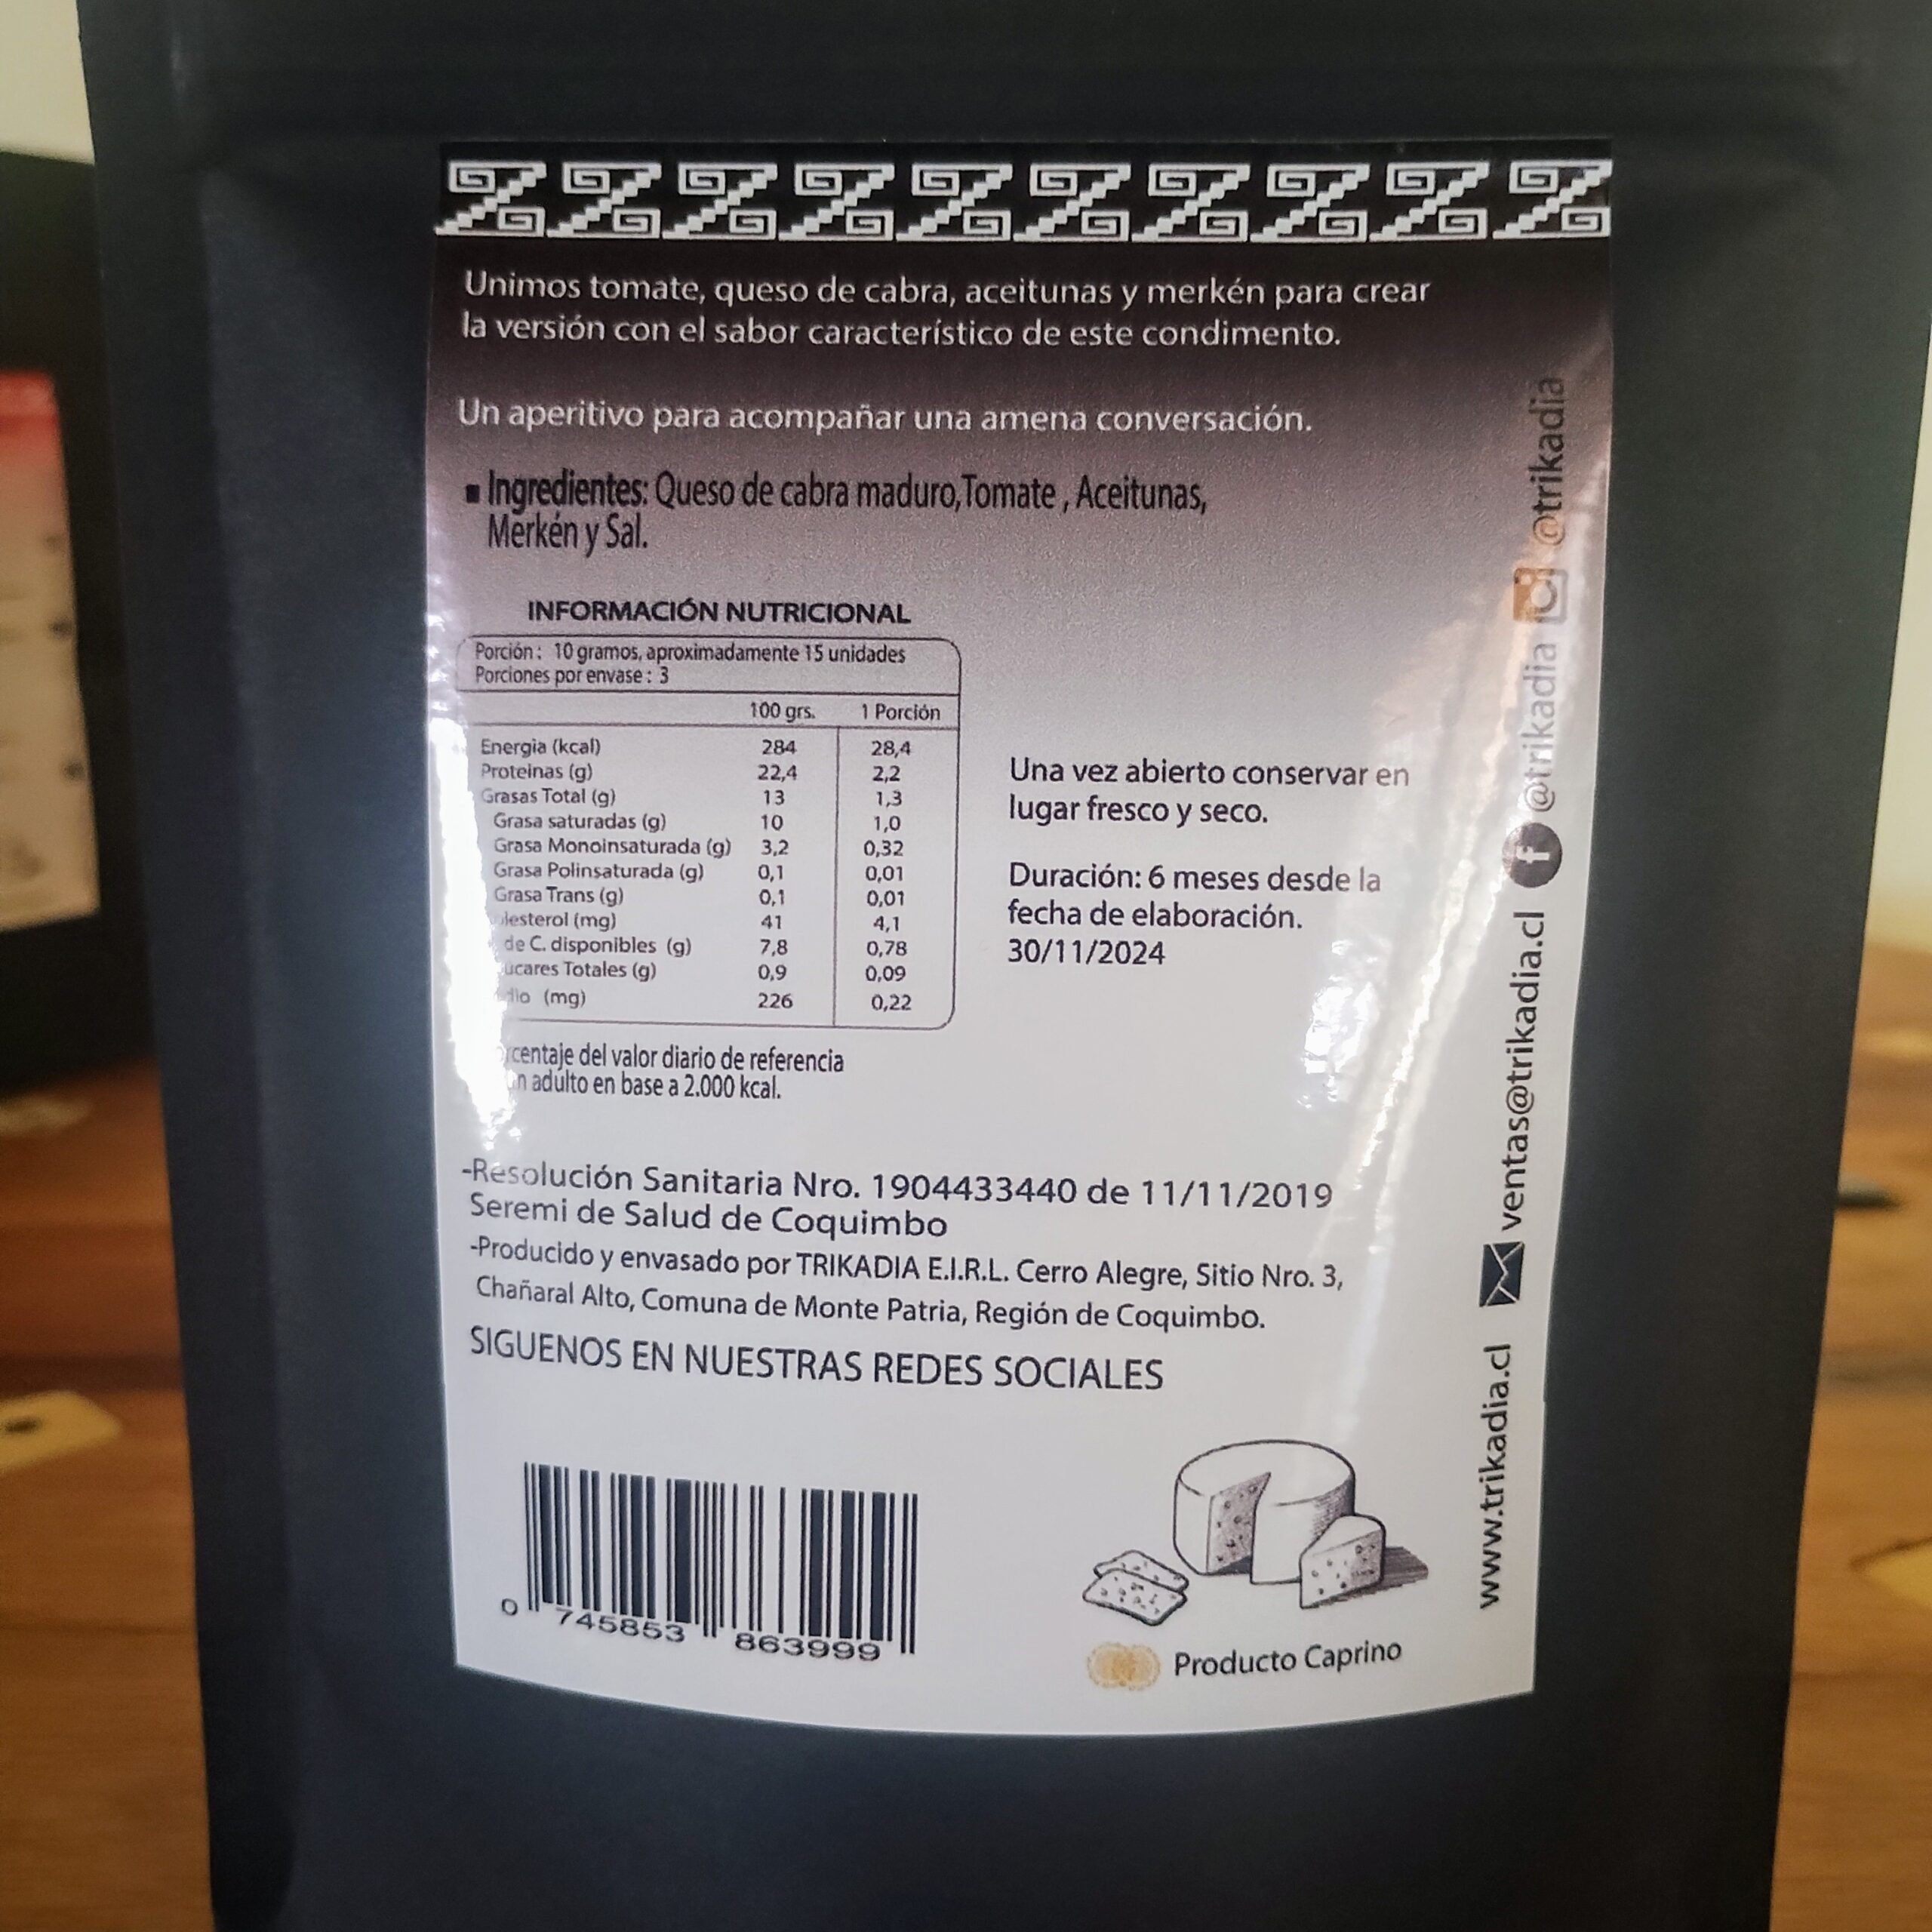 Unimos tomate, queso de cabra, aceitunas y merkén para crear
la versión con el sabor característico de este condimento.
Un aperitivo para acompañar una amena conversación.
Ingredientes: Queso de cabra maduro,Tomate , Aceitunas,
Merkén y Sal.
INFORMACIÓN NUTRICIONAL
Porción : 10 gramos, aproximadamente 15 unidades
Porciones por envase : 3
100 grs. 1 Porción
Energia (kcal) 284 28,4
Proteinas (g) 22,4 2,2
Grasas Total (g) 13 1,3
Grasa saturadas (g) 10 1,0
Grasa Monoinsaturada (g) 3,2 0,32
Grasa Polinsaturada (g) 0,1 0,01
Grasa Trans (g) 0,1 0,01
(mg) 41 4,1
de C. disponibles (g) 7,8 0,78
Totales (g) 0,9 0,09
(mg) 226 0,22
del valor diario de referencia
adulto en base a 2.000 kcal.
Una vez abierto conservar en
lugar fresco y seco.
Duración: 6 meses desde la
fecha de elaboración.
30/11/2024
-Resolución Sanitaria Nro. 1904433440 de 11/11/2019
Seremi de Salud de Coquimbo
-Producido y envasado por TRIKADIA E.I.R.L. Cerro Alegre, Sitio Nro. 3,
Chañaral Alto, Comuna de Monte Patria, Región de Coquimbo.
SIGUENOS EN NUESTRAS REDES SOCIALES
0 745853 863999
Producto Caprino
www.trikadia.cl ventas@trikadia.cl @trikadia @trikadia